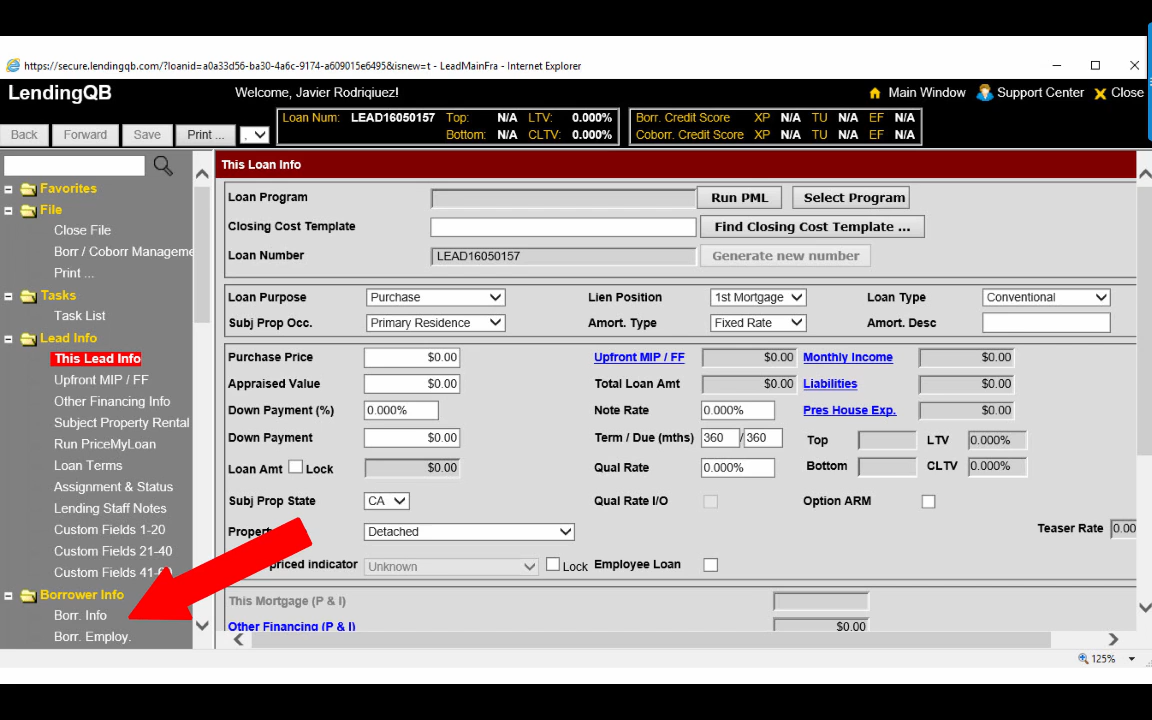 https://secure.lendingqb.com/?loanid=a0a33d56-ba30-4a6c-9174-a609015e6495&isnew=t - LeadMainFra - Internet Explorer
LendingQB Welcome, Javier Rodriqiuez! Main Window Support Center Close
Back Forward Save Print ... .
Loan Num: LEAD16050157 Top: N/A LTV: 0.000% Borr. Credit Score XP N/A TU N/A EF N/A
Bottom: N/A CLTV: 0.000% Coborr. Credit Score XP N/A TU N/A EF N/A
Favorites
File
Close File
Borr / Coborr Manageme
Print ...
Tasks
Task List
Lead Info
This Lead Info
Upfront MIP / FF
Other Financing Info
Subject Property Rental
Run PriceMyLoan
Loan Terms
Assignment & Status
Lending Staff Notes
Custom Fields 1-20
Custom Fields 21-40
Custom Fields 41-6
Borrower Info
Borr. Info
Borr. Employ.
This Loan Info
Loan Program Run PML Select Program
Closing Cost Template Find Closing Cost Template ...
Loan Number LEAD16050157 Generate new number
Loan Purpose Purchase Lien Position 1st Mortgage Loan Type Conventional
Subj Prop Occ. Primary Residence Amort. Type Fixed Rate Amort. Desc
Purchase Price $0.00 Upfront MIP / FF $0.00 Monthly Income $0.00
Appraised Value $0.00 Total Loan Amt $0.00 Liabilities $0.00
Down Payment (%) 0.000% Note Rate 0.000% Pres House Exp. $0.00
Down Payment $0.00 Term / Due (mths) 360 / 360 Top LTV 0.000%
Loan Amt Lock $0.00 Qual Rate 0.000% Bottom CLTV 0.000%
Subj Prop State CA Qual Rate I/O Option ARM
Propert Detached Teaser Rate 0.00
priced indicator Unknown Lock Employee Loan
This Mortgage (P & I)
Other Financing (P & I) $0.00
125%